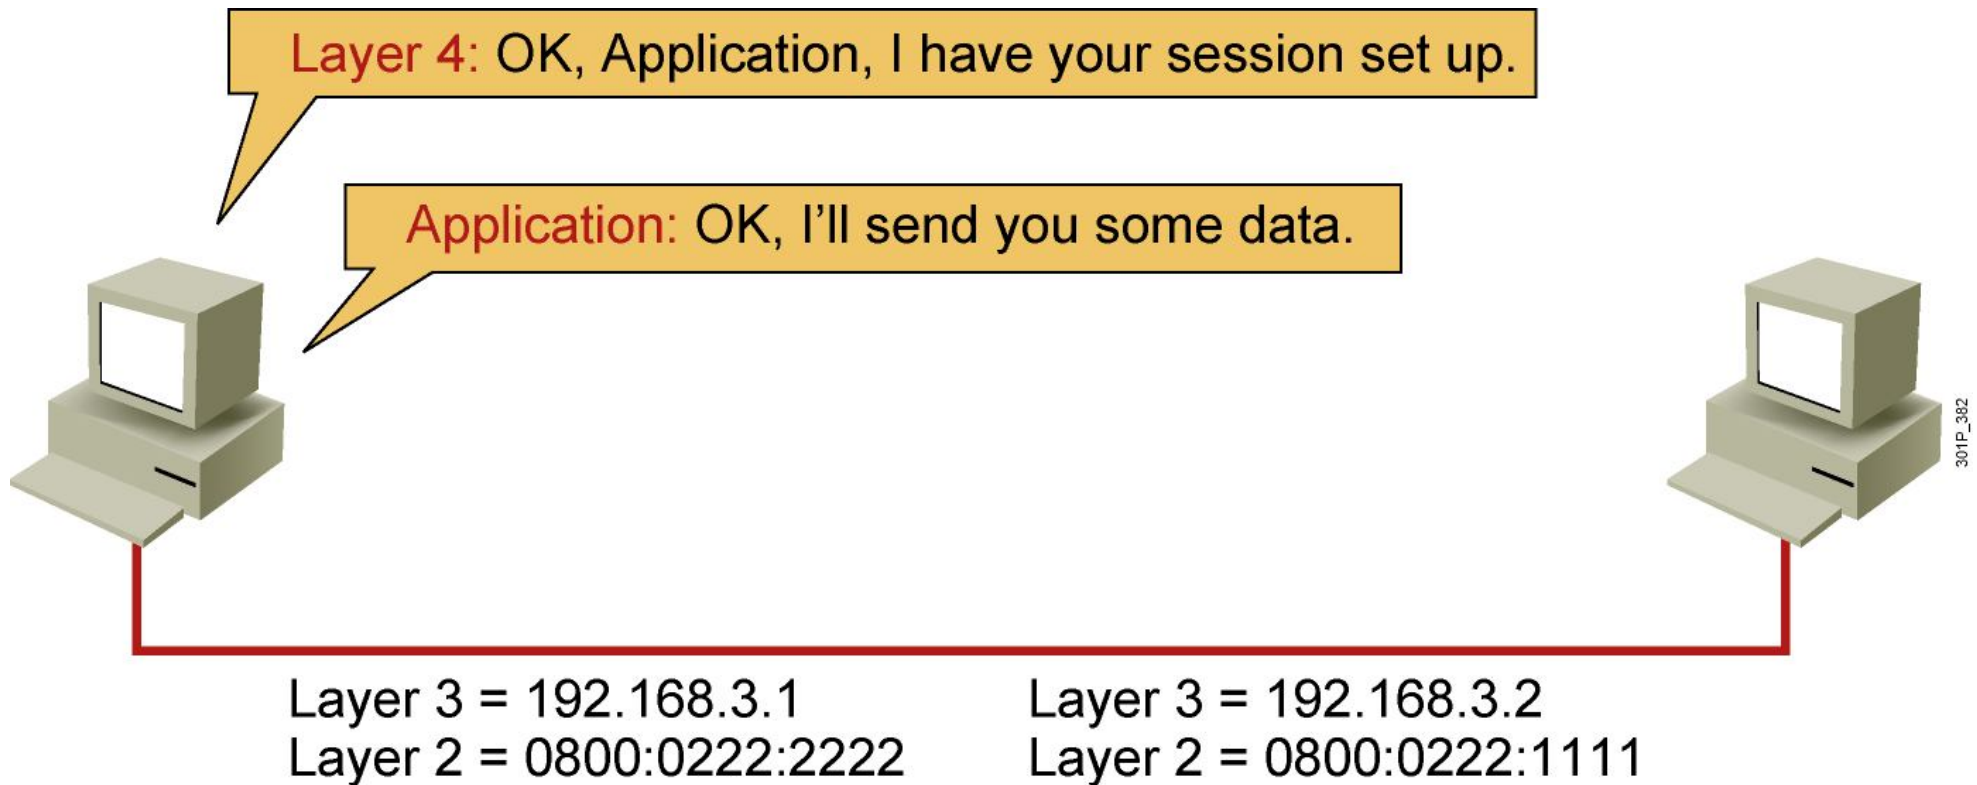 Layer 4: OK, Application, I have your session set up.
Application: OK, I'll send you some data.
301P_382
Layer 3 = 192.168.3.1
Layer 2 = 0800:0222:2222
Layer 3 = 192.168.3.2
Layer 2 = 0800:0222:1111